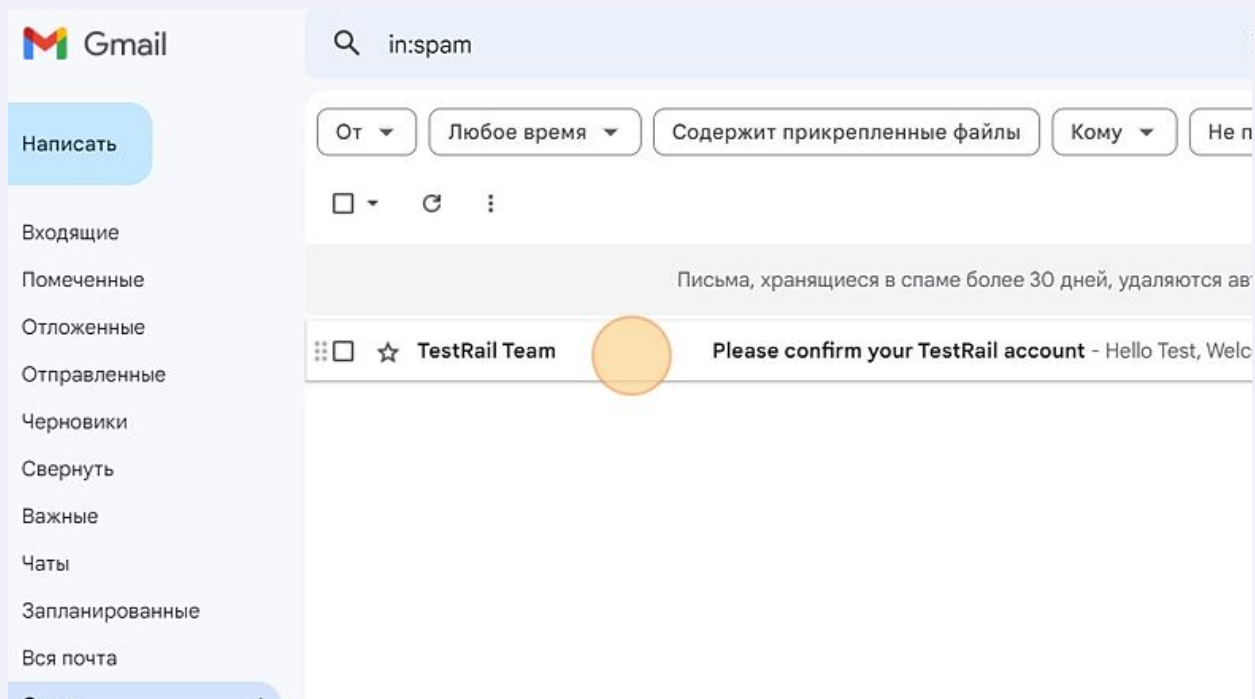 Gmail
in:spam
Написать
От
Любое время
Содержит прикрепленные файлы
Кому
Не п
Входящие
Помеченные
Письма, хранящиеся в спаме более 30 дней, удаляются ав
Отложенные
TestRail Team
Please confirm your TestRail account - Hello Test, Welc
Отправленные
Черновики
Свернуть
Важные
Чаты
Запланированные
Вся почта